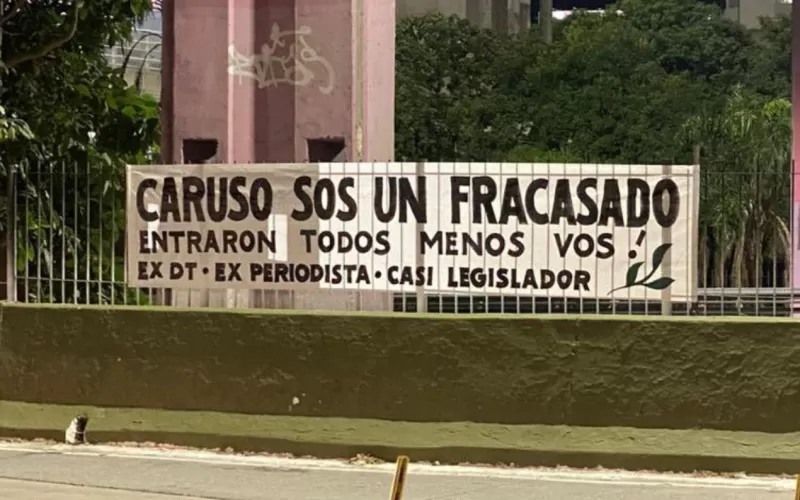 CARUSO SOS UN FRACASADO
ENTRARON TODOS MENOS VOS!
EX DT · EX PERIODISTA · CASI LEGISLADOR